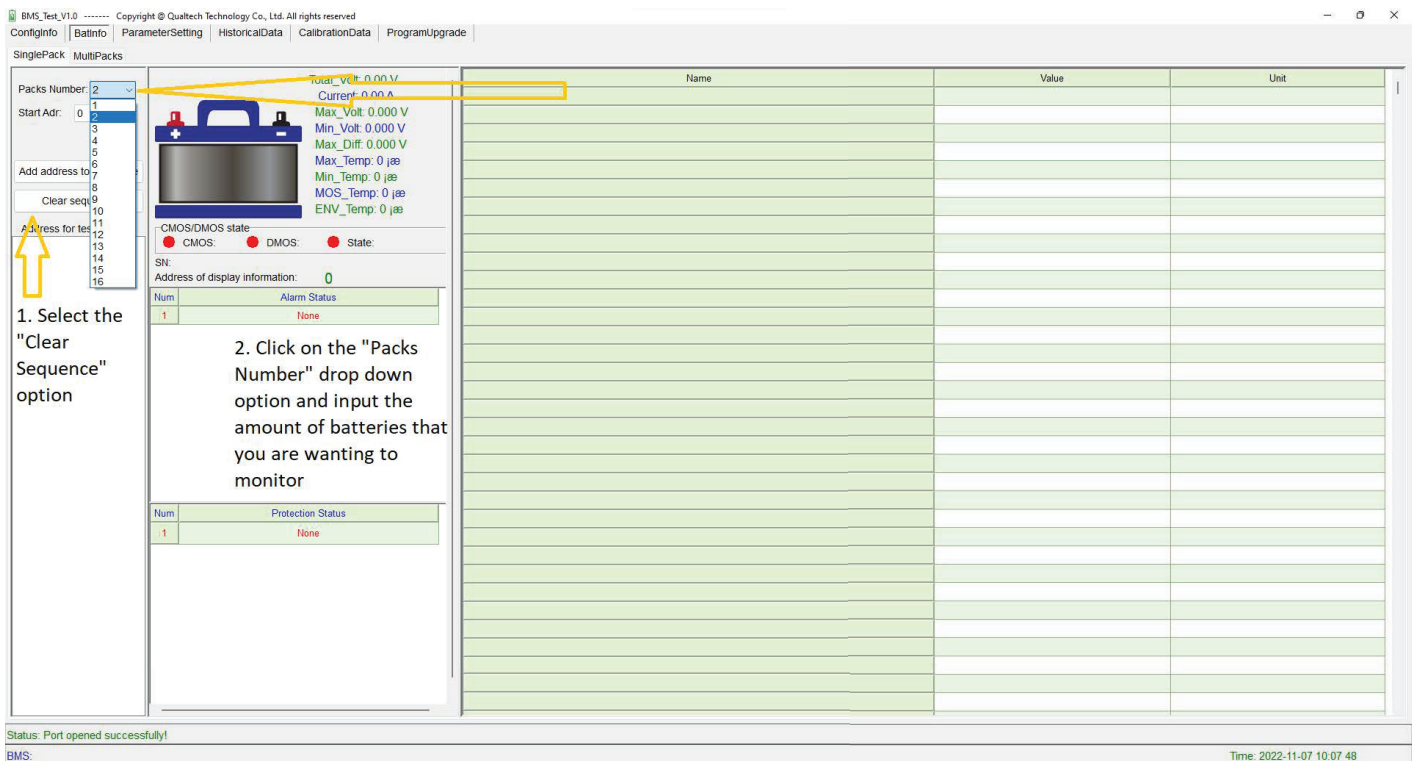 BMS_Test_V1.0 ------- Copyright @ Qualtech Technology Co., Ltd. All rights reserved
ConfigInfo BatInfo ParameterSetting HistoricalData CalibrationData ProgramUpgrade
SinglePack MultiPacks
Packs Number: 2
Start Adr: 0
1
2
3
4
5
6
7
8
9
10
11
12
13
14
15
16
Add address to
Clear sequ
Address for tes
1. Select the
"Clear
Sequence"
option
Total_Volt: 0.00 V
Current: 0.00 A
Max_Volt: 0.000 V
Min_Volt: 0.000 V
Max_Diff: 0.000 V
Max_Temp: 0 ¡æ
Min_Temp: 0 ¡æ
MOS_Temp: 0 ¡æ
ENV_Temp: 0 ¡æ
CMOS/DMOS state
CMOS: DMOS: State:
SN:
Address of display information: 0
Num Alarm Status
1 None
2. Click on the "Packs
Number" drop down
option and input the
amount of batteries that
you are wanting to
monitor
Num Protection Status
1 None
Name Value Unit
Status: Port opened successfully!
BMS:
Time: 2022-11-07 10:07:48